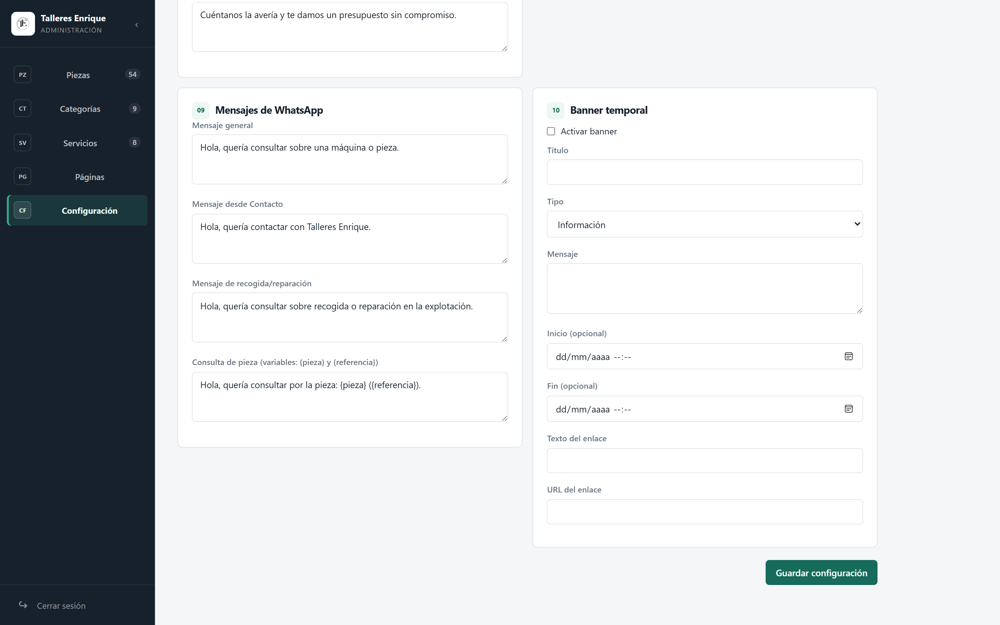 Talleres Enrique
ADMINISTRACIÓN
PZ Piezas 54
CT Categorías 9
SV Servicios 8
PG Páginas
CF Configuración
Cerrar sesión
Cuéntanos la avería y te damos un presupuesto sin compromiso.
09 Mensajes de WhatsApp
Mensaje general
Hola, quería consultar sobre una máquina o pieza.
Mensaje desde Contacto
Hola, quería contactar con Talleres Enrique.
Mensaje de recogida/reparación
Hola, quería consultar sobre recogida o reparación en la explotación.
Consulta de pieza (variables: {pieza} y {referencia})
Hola, quería consultar por la pieza: {pieza} ({referencia}).
10 Banner temporal
Activar banner
Título
Tipo
Información
Mensaje
Inicio (opcional)
dd/mm/aaaa --:--
Fin (opcional)
dd/mm/aaaa --:--
Texto del enlace
URL del enlace
Guardar configuración